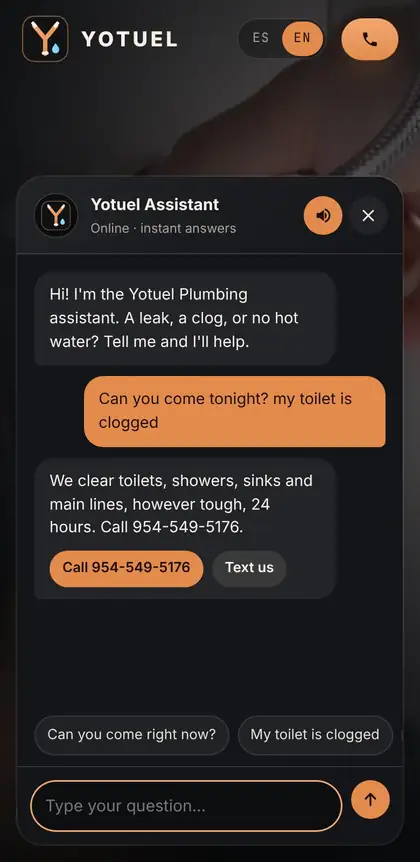 YOTUEL
ES EN
Yotuel Assistant
Online · instant answers
Hi! I'm the Yotuel Plumbing
assistant. A leak, a clog, or no hot
water? Tell me and I'll help.
Can you come tonight? my toilet is
clogged
We clear toilets, showers, sinks and
main lines, however tough, 24
hours. Call 954-549-5176.
Call 954-549-5176 Text us
Can you come right now? My toilet is clogged
Type your question...